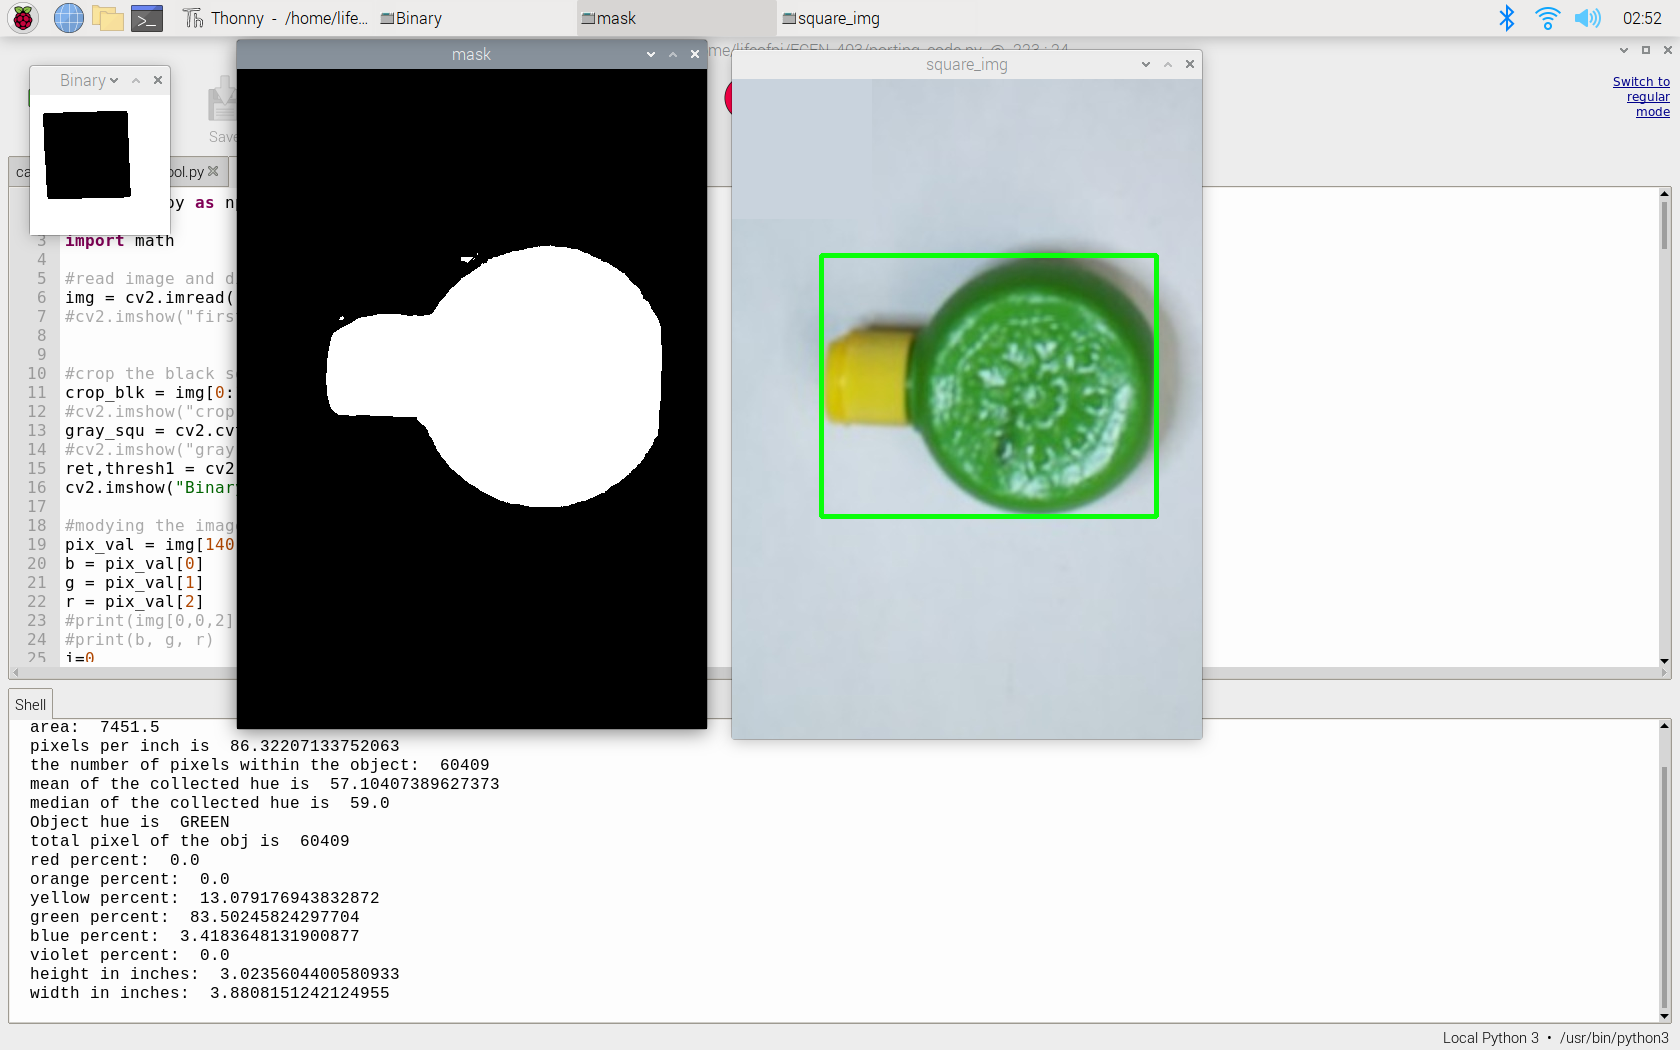 Thonny - /home/life...
Binary
mask
square_img
02:52
mask
square_img
Binary
Switch to
regular
mode
Save
ool.py
py as np
3 import math
4
5 #read image and d
6 img = cv2.imread(
7 #cv2.imshow("firs
8
9
10 #crop the black s
11 crop_blk = img[0:
12 #cv2.imshow("crop
13 gray_squ = cv2.cv
14 #cv2.imshow("gray
15 ret,thresh1 = cv2
16 cv2.imshow("Binar
17
18 #modying the imag
19 pix_val = img[140
20 b = pix_val[0]
21 g = pix_val[1]
22 r = pix_val[2]
23 #print(img[0,0,2]
24 #print(b, g, r)
25 i=0
Shell
area:  7451.5
pixels per inch is  86.32207133752063
the number of pixels within the object:  60409
mean of the collected hue is  57.10407389627373
median of the collected hue is  59.0
Object hue is  GREEN
total pixel of the obj is  60409
red percent:  0.0
orange percent:  0.0
yellow percent:  13.079176943832872
green percent:  83.50245824297704
blue percent:  3.4183648131900877
violet percent:  0.0
height in inches:  3.0235604400580933
width in inches:  3.8808151242124955
Local Python 3 • /usr/bin/python3